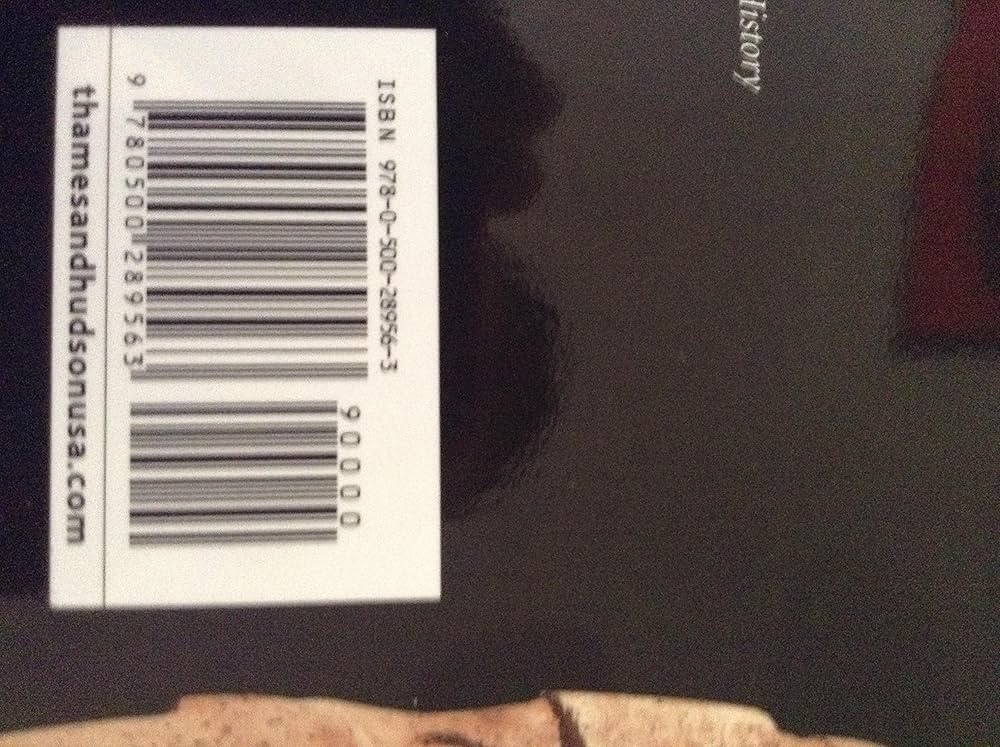 History
ISBN 978-0-500-28956-3
90000
9 780500 289563
thamesandhudsonusa.com